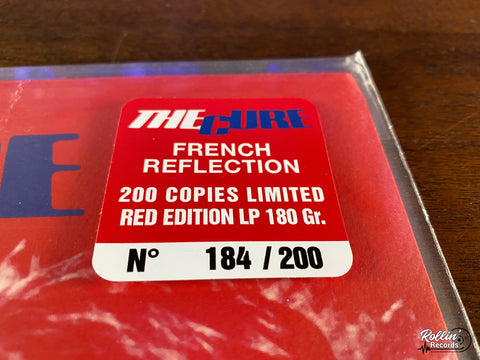 THE CURE
FRENCH
REFLECTION
200 COPIES LIMITED
RED EDITION LP 180 Gr.
N° 184 / 200
Rollin'
Records